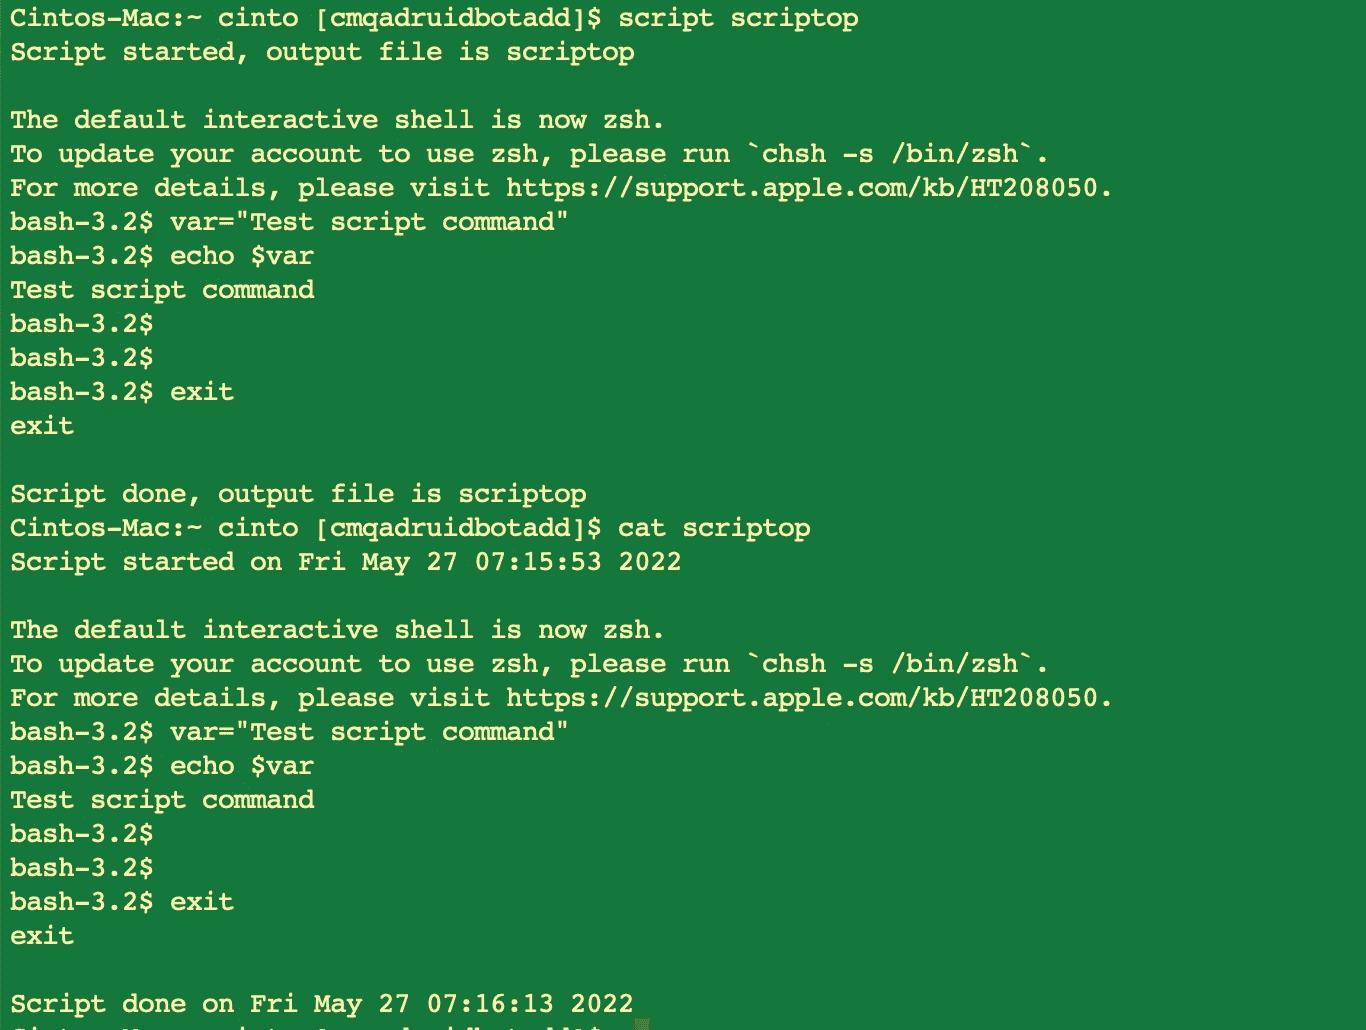 Cintos-Mac:~ cinto [cmqadruidbotadd]$ script scriptop
Script started, output file is scriptop
The default interactive shell is now zsh.
To update your account to use zsh, please run `chsh -s /bin/zsh`.
For more details, please visit https://support.apple.com/kb/HT208050.
bash-3.2$ var="Test script command"
bash-3.2$ echo $var
Test script command
bash-3.2$
bash-3.2$
bash-3.2$ exit
exit
Script done, output file is scriptop
Cintos-Mac:~ cinto [cmqadruidbotadd]$ cat scriptop
Script started on Fri May 27 07:15:53 2022
The default interactive shell is now zsh.
To update your account to use zsh, please run `chsh -s /bin/zsh`.
For more details, please visit https://support.apple.com/kb/HT208050.
bash-3.2$ var="Test script command"
bash-3.2$ echo $var
Test script command
bash-3.2$
bash-3.2$
bash-3.2$ exit
exit
Script done on Fri May 27 07:16:13 2022